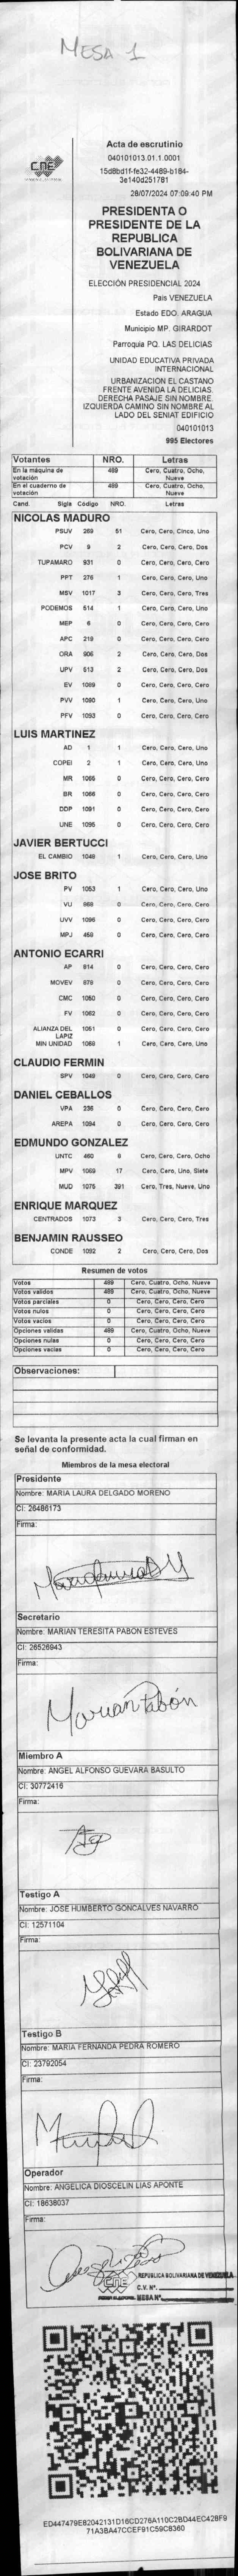 MESA 1
CNE
Acta de escrutinio
040101013.01.1.0001
15d8bd1f-fe32-4489-b184-
3e140d251781
28/07/2024 07:09:40 PM
PRESIDENTA O
PRESIDENTE DE LA
REPUBLICA
BOLIVARIANA DE
VENEZUELA
ELECCIÓN PRESIDENCIAL 2024
Pais VENEZUELA
Estado EDO. ARAGUA
Municipio MP. GIRARDOT
Parroquia PQ. LAS DELICIAS
UNIDAD EDUCATIVA PRIVADA
INTERNACIONAL
URBANIZACION EL CASTANO
FRENTE AVENIDA LA DELICIAS.
DERECHA PASAJE SIN NOMBRE.
IZQUIERDA CAMINO SIN NOMBRE AL
LADO DEL SENIAT EDIFICIO
040101013
995 Electores
Votantes NRO. Letras
En la máquina de votación 489 Cero, Cuatro, Ocho, Nueve
En el cuaderno de votación 489 Cero, Cuatro, Ocho, Nueve
Cand. Sigla Código NRO. Letras
NICOLAS MADURO
PSUV 269 51 Cero, Cero, Cinco, Uno
PCV 9 2 Cero, Cero, Cero, Dos
TUPAMARO 931 0 Cero, Cero, Cero, Cero
PPT 276 1 Cero, Cero, Cero, Uno
MSV 1017 3 Cero, Cero, Cero, Tres
PODEMOS 514 1 Cero, Cero, Cero, Uno
MEP 6 0 Cero, Cero, Cero, Cero
APC 219 0 Cero, Cero, Cero, Cero
ORA 906 2 Cero, Cero, Cero, Dos
UPV 513 2 Cero, Cero, Cero, Dos
EV 1089 0 Cero, Cero, Cero, Cero
PVV 1090 1 Cero, Cero, Cero, Uno
PFV 1093 0 Cero, Cero, Cero, Cero
LUIS MARTINEZ
AD 1 1 Cero, Cero, Cero, Uno
COPEI 2 1 Cero, Cero, Cero, Uno
MR 1065 0 Cero, Cero, Cero, Cero
BR 1066 0 Cero, Cero, Cero, Cero
DDP 1091 0 Cero, Cero, Cero, Cero
UNE 1095 0 Cero, Cero, Cero, Cero
JAVIER BERTUCCI
EL CAMBIO 1048 1 Cero, Cero, Cero, Uno
JOSE BRITO
PV 1053 1 Cero, Cero, Cero, Uno
VU 868 0 Cero, Cero, Cero, Cero
UVV 1096 0 Cero, Cero, Cero, Cero
MPJ 459 0 Cero, Cero, Cero, Cero
ANTONIO ECARRI
AP 814 0 Cero, Cero, Cero, Cero
MOVEV 878 0 Cero, Cero, Cero, Cero
CMC 1050 0 Cero, Cero, Cero, Cero
FV 1062 0 Cero, Cero, Cero, Cero
ALIANZA DEL LAPIZ 1051 0 Cero, Cero, Cero, Cero
MIN UNIDAD 1068 1 Cero, Cero, Cero, Uno
CLAUDIO FERMIN
SPV 1049 0 Cero, Cero, Cero, Cero
DANIEL CEBALLOS
VPA 236 0 Cero, Cero, Cero, Cero
AREPA 1094 0 Cero, Cero, Cero, Cero
EDMUNDO GONZALEZ
UNTC 460 8 Cero, Cero, Cero, Ocho
MPV 1069 17 Cero, Cero, Uno, Siete
MUD 1075 391 Cero, Tres, Nueve, Uno
ENRIQUE MARQUEZ
CENTRADOS 1073 3 Cero, Cero, Cero, Tres
BENJAMIN RAUSSEO
CONDE 1092 2 Cero, Cero, Cero, Dos
Resumen de votos
Votos 489 Cero, Cuatro, Ocho, Nueve
Votos validos 489 Cero, Cuatro, Ocho, Nueve
Votos parciales 0 Cero, Cero, Cero, Cero
Votos nulos 0 Cero, Cero, Cero, Cero
Votos vacios 0 Cero, Cero, Cero, Cero
Opciones validas 489 Cero, Cuatro, Ocho, Nueve
Opciones nulas 0 Cero, Cero, Cero, Cero
Opciones vacias 0 Cero, Cero, Cero, Cero
Observaciones:
Se levanta la presente acta la cual firman en
señal de conformidad.
Miembros de la mesa electoral
Presidente
Nombre: MARIA LAURA DELGADO MORENO
CI: 26486173
Firma:
Secretario
Nombre: MARIAN TERESITA PABON ESTEVES
CI: 26526943
Firma:
Marian Pabón
Miembro A
Nombre: ANGEL ALFONSO GUEVARA BASULTO
CI: 30772416
Firma:
Testigo A
Nombre: JOSE HUMBERTO GONCALVES NAVARRO
CI: 12571104
Firma:
Testigo B
Nombre: MARIA FERNANDA PEDRA ROMERO
CI: 23792054
Firma:
Operador
Nombre: ANGELICA DIOSCELIN LIAS APONTE
CI: 18638037
Firma:
CNE
REPUBLICA BOLIVARIANA DE VENEZUELA
C.V. Nº.
MESA Nº.
ED447479E82042131D16CD276A110C2BD44EC428F9
71A3BA47CCEF91C59C8360